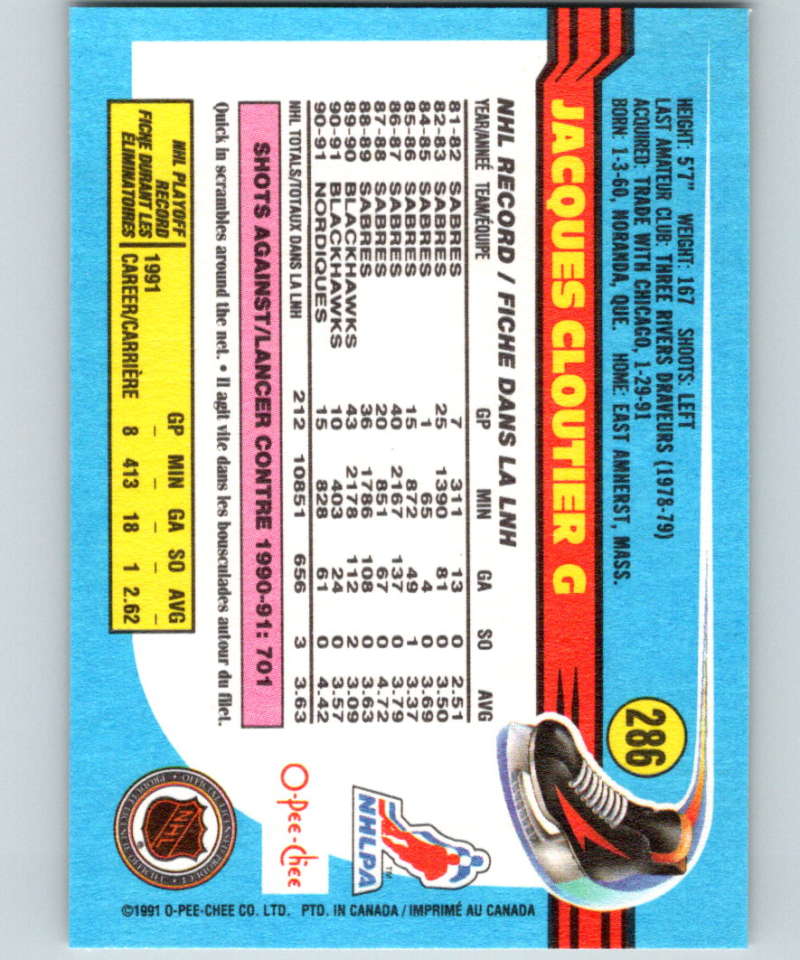 286
HEIGHT: 5'7" WEIGHT: 167 SHOOTS: LEFT
LAST AMATEUR CLUB: THREE RIVERS DRAVEURS (1978-79)
ACQUIRED: TRADE WITH CHICAGO, 1-29-91
BORN: 1-3-60, NORANDA, QUE. HOME: EAST AMHERST, MASS.
JACQUES CLOUTIER G
NHL RECORD / FICHE DANS LA LNH
YEAR/ANNEÉ TEAM/ÉQUIPE GP MIN GA SO AVG
81-82 SABRES 7 311 13 0 2.51
82-83 SABRES 25 1390 81 0 3.50
84-85 SABRES 1 65 4 0 3.69
85-86 SABRES 15 872 49 1 3.37
86-87 SABRES 40 2167 137 0 3.79
87-88 SABRES 20 851 67 0 4.72
88-89 SABRES 36 1786 108 0 3.63
89-90 BLACKHAWKS 43 2178 112 2 3.09
90-91 BLACKHAWKS 10 403 24 0 3.57
90-91 NORDIQUES 15 828 61 0 4.42
NHL TOTALS/TOTAUX DANS LA LNH 212 10851 656 3 3.63
SHOTS AGAINST/LANCER CONTRE 1990-91: 701
Quick in scrambles around the net. • Il agit vite dans les bousculades autour du filet.
NHL PLAYOFF RECORD
FICHE DURANT LES ÉLIMINATOIRES
GP MIN GA SO AVG
1991 – – – – –
CAREER/CARRIÈRE 8 413 18 1 2.62
NHLPA
TM
O-Pee-Chee
NHL
OFFICIAL LICENSED PRODUCT
©1991 O-PEE-CHEE CO. LTD. PTD. IN CANADA / IMPRIMÉ AU CANADA